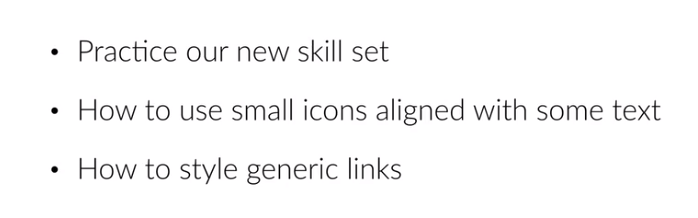 • Practice our new skill set
• How to use small icons aligned with some text
• How to style generic links